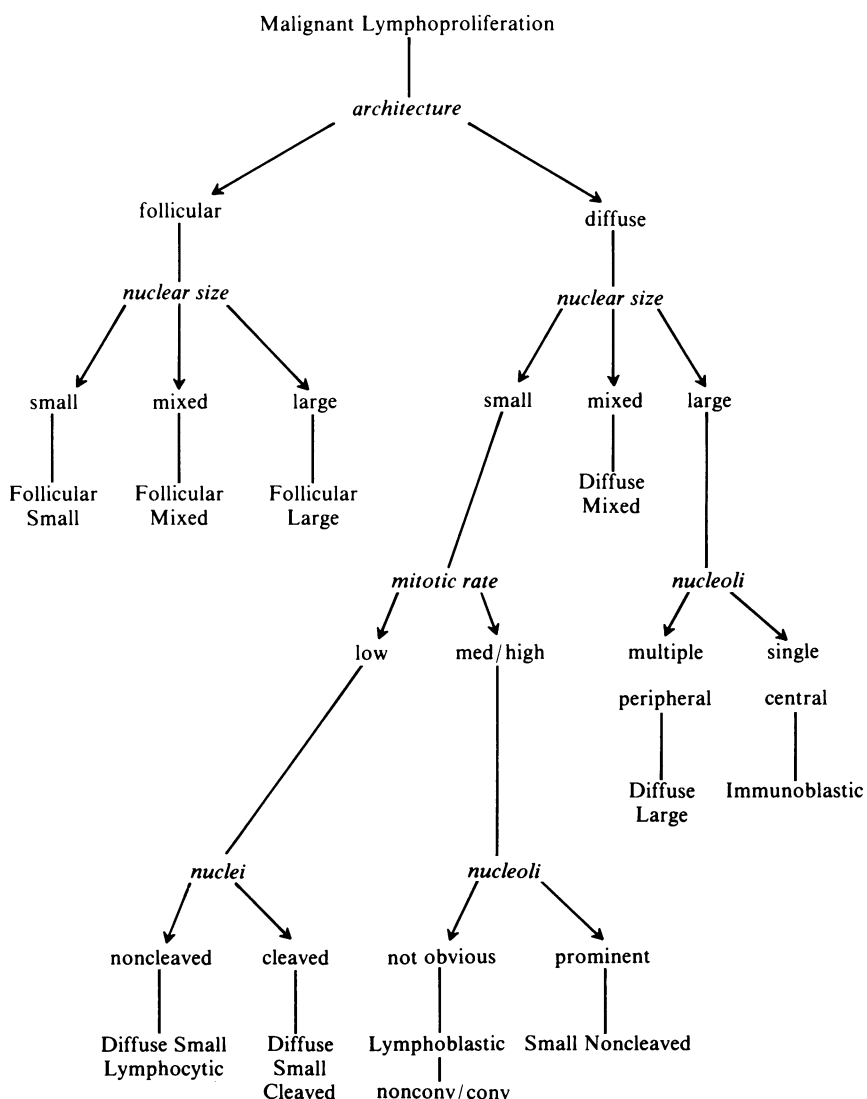 Malignant Lymphoproliferation
architecture
follicular
diffuse
nuclear size
nuclear size
small
mixed
large
small
mixed
large
Follicular
Small
Follicular
Mixed
Follicular
Large
Diffuse
Mixed
mitotic rate
nucleoli
low
med/high
multiple
single
peripheral
central
Diffuse
Large
Immunoblastic
nuclei
nucleoli
noncleaved
cleaved
not obvious
prominent
Diffuse Small
Lymphocytic
Diffuse
Small
Cleaved
Lymphoblastic
Small Noncleaved
nonconv/conv